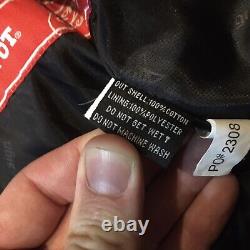 OUT SHELL:100%COTTON
LINING:100%POLYESTER
DO NOT GET WET
DO NOT MACHINE WASH
PO# 2308